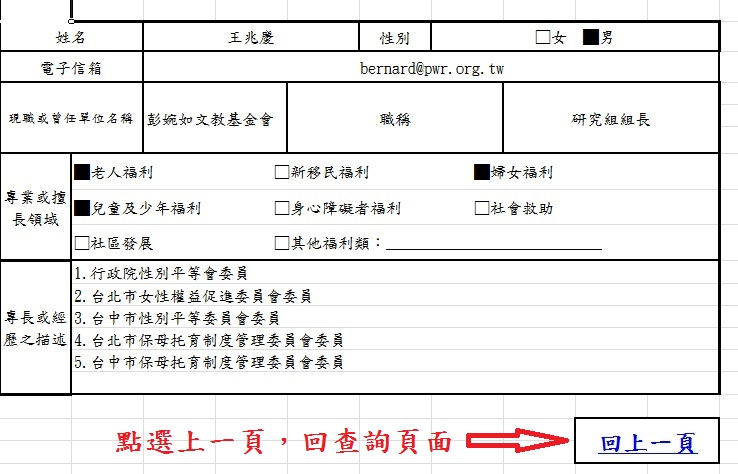 姓名 王兆慶 性別 □女 ■男
電子信箱 bernard@pwr.org.tw
現職或曾任單位名稱 彭婉如文教基金會 職稱 研究組組長
專業或擅長領域
■老人福利 □新移民福利 ■婦女福利
■兒童及少年福利 □身心障礙者福利 □社會救助
□社區發展 □其他福利類：
專長或經歷之描述
1.行政院性別平等會委員
2.台北市女性權益促進委員會委員
3.台中市性別平等委員會委員
4.台北市保母托育制度管理委員會委員
5.台中市保母托育制度管理委員會委員
點選上一頁，回查詢頁面 回上一頁